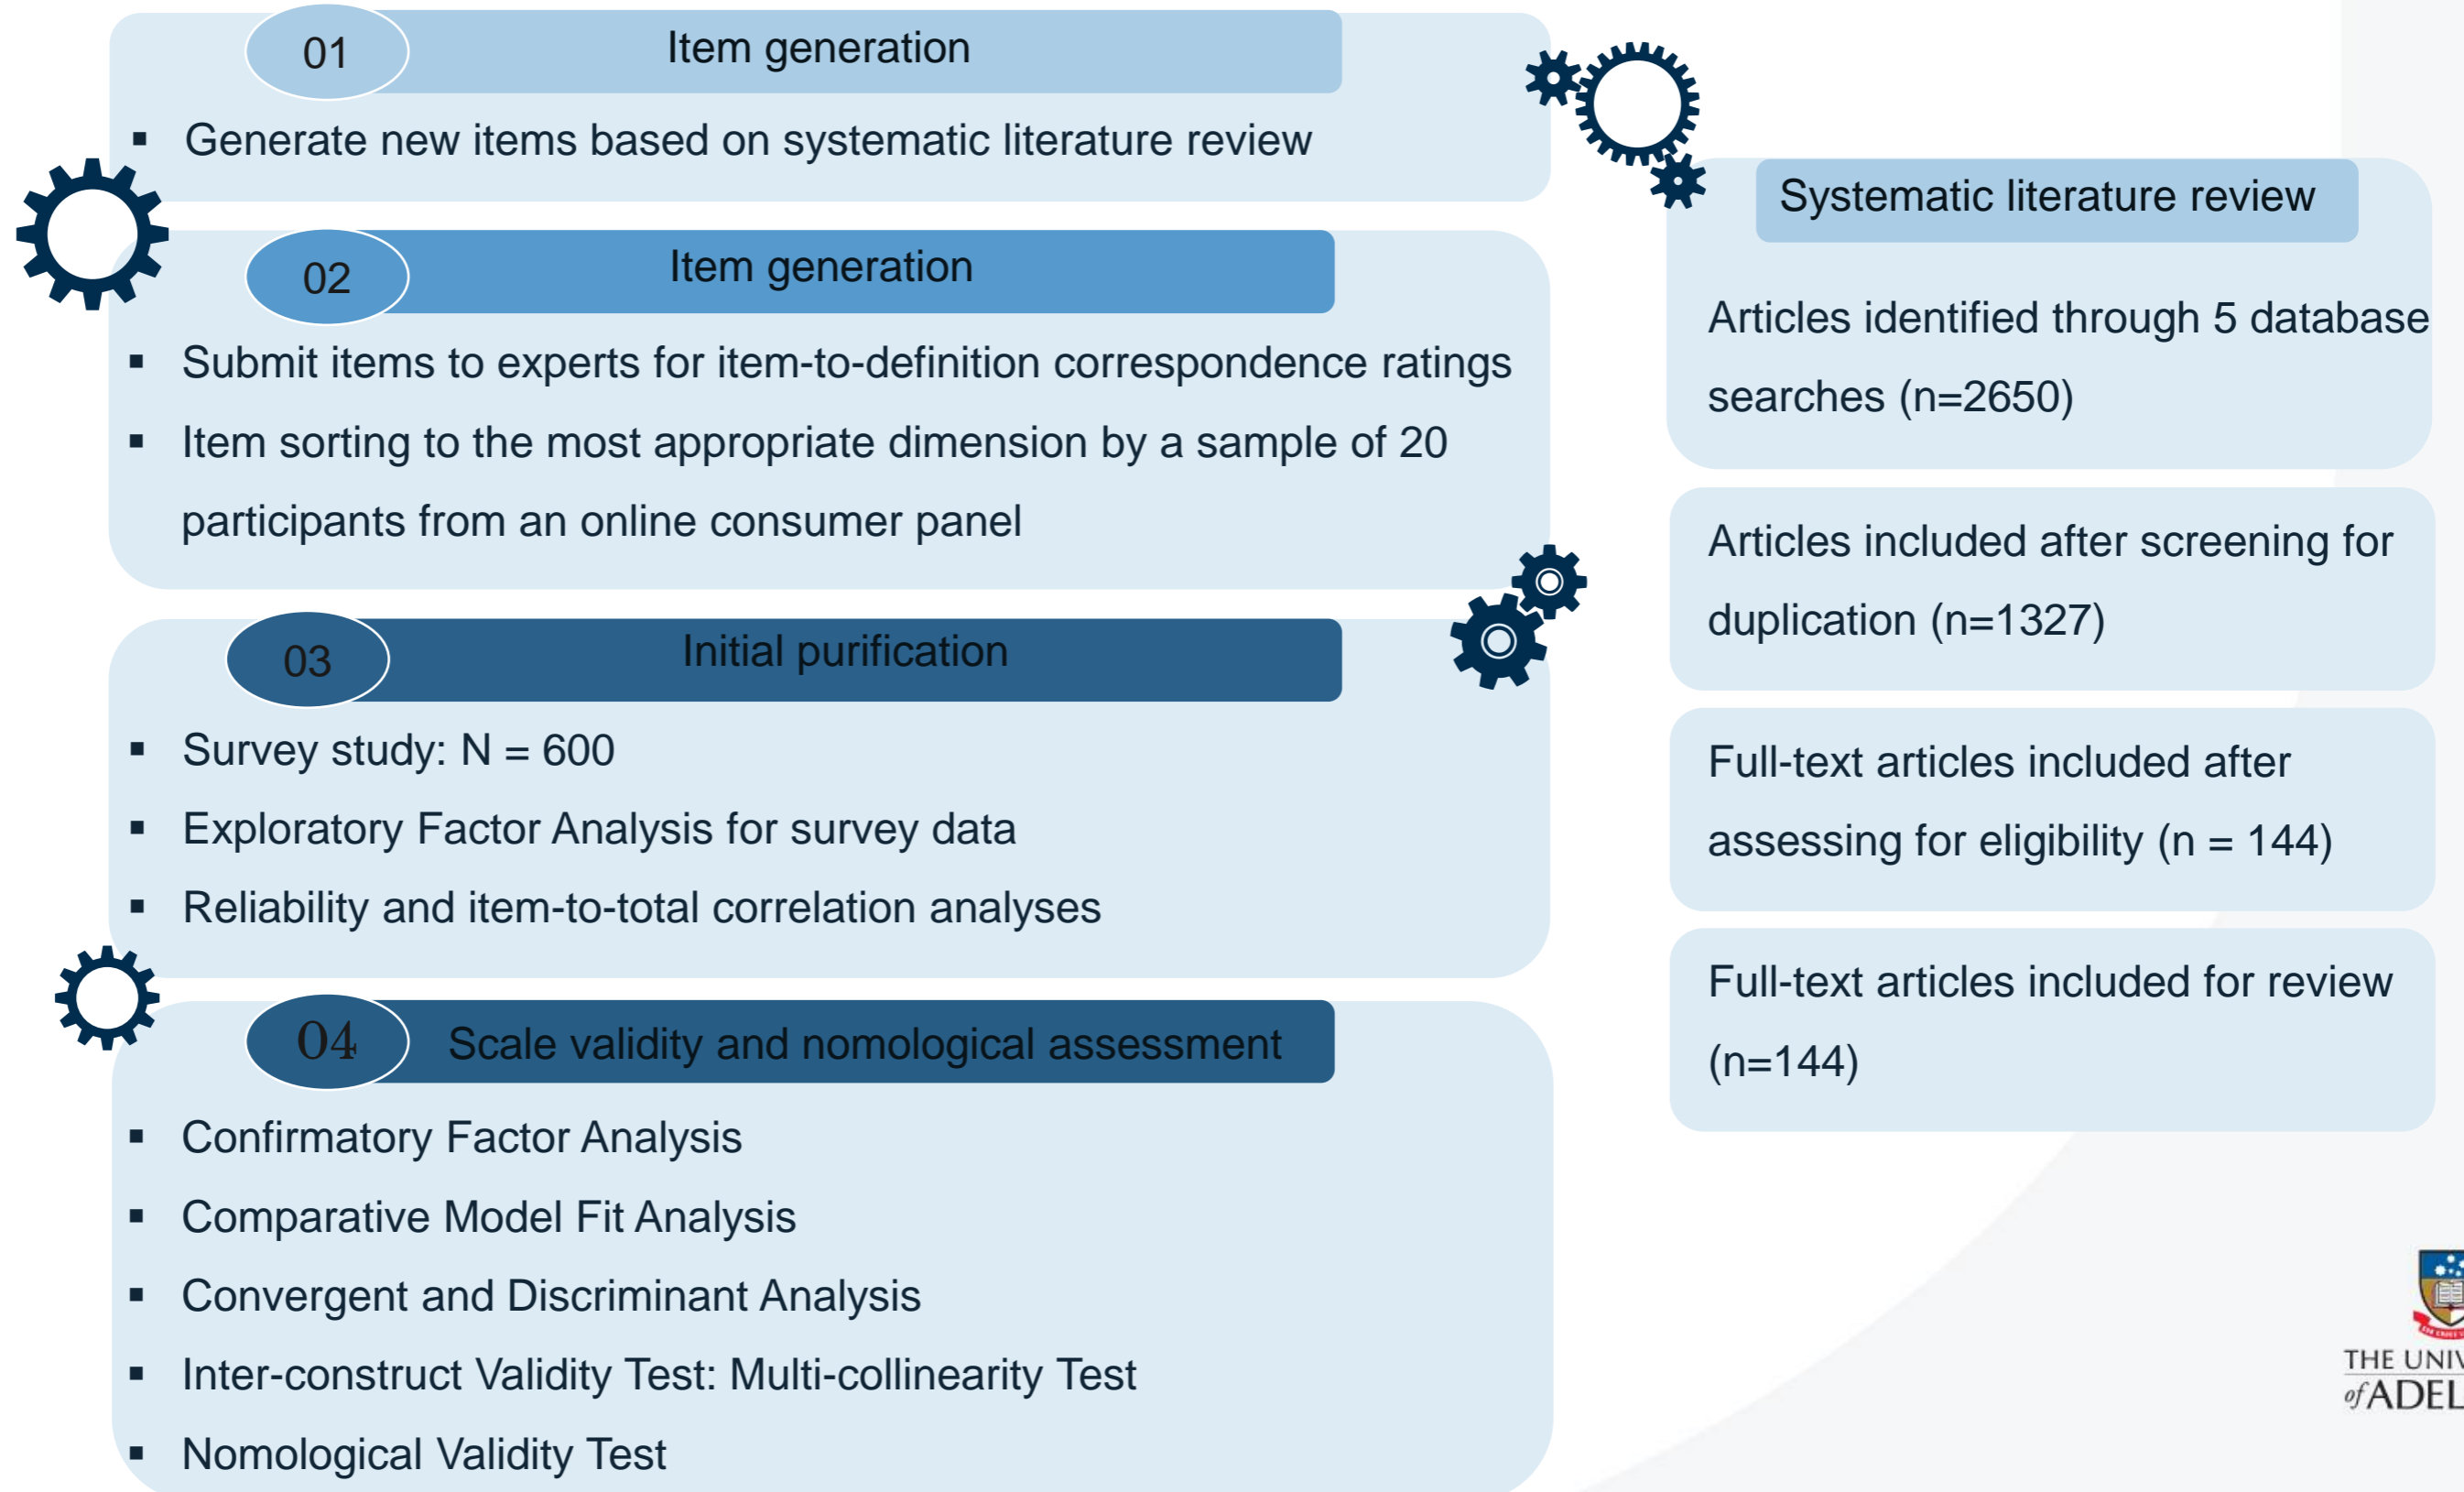 01
Item generation
▪ Generate new items based on systematic literature review
02
Item generation
▪ Submit items to experts for item-to-definition correspondence ratings
▪ Item sorting to the most appropriate dimension by a sample of 20
participants from an online consumer panel
03
Initial purification
▪ Survey study: N = 600
▪ Exploratory Factor Analysis for survey data
▪ Reliability and item-to-total correlation analyses
04
Scale validity and nomological assessment
▪ Confirmatory Factor Analysis
▪ Comparative Model Fit Analysis
▪ Convergent and Discriminant Analysis
▪ Inter-construct Validity Test: Multi-collinearity Test
▪ Nomological Validity Test
Systematic literature review
Articles identified through 5 database
searches (n=2650)
Articles included after screening for
duplication (n=1327)
Full-text articles included after
assessing for eligibility (n = 144)
Full-text articles included for review
(n=144)
THE UNIV
of ADEL